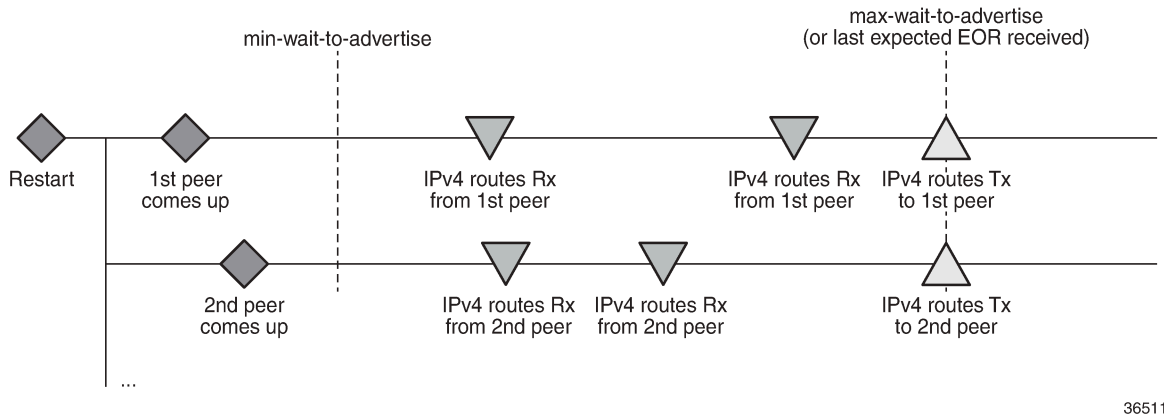 min-wait-to-advertise
max-wait-to-advertise
(or last expected EOR received)
Restart
1st peer
comes up
IPv4 routes Rx
from 1st peer
IPv4 routes Rx
from 1st peer
IPv4 routes Tx
to 1st peer
2nd peer
comes up
IPv4 routes Rx
from 2nd peer
IPv4 routes Rx
from 2nd peer
IPv4 routes Tx
to 2nd peer
...
36511